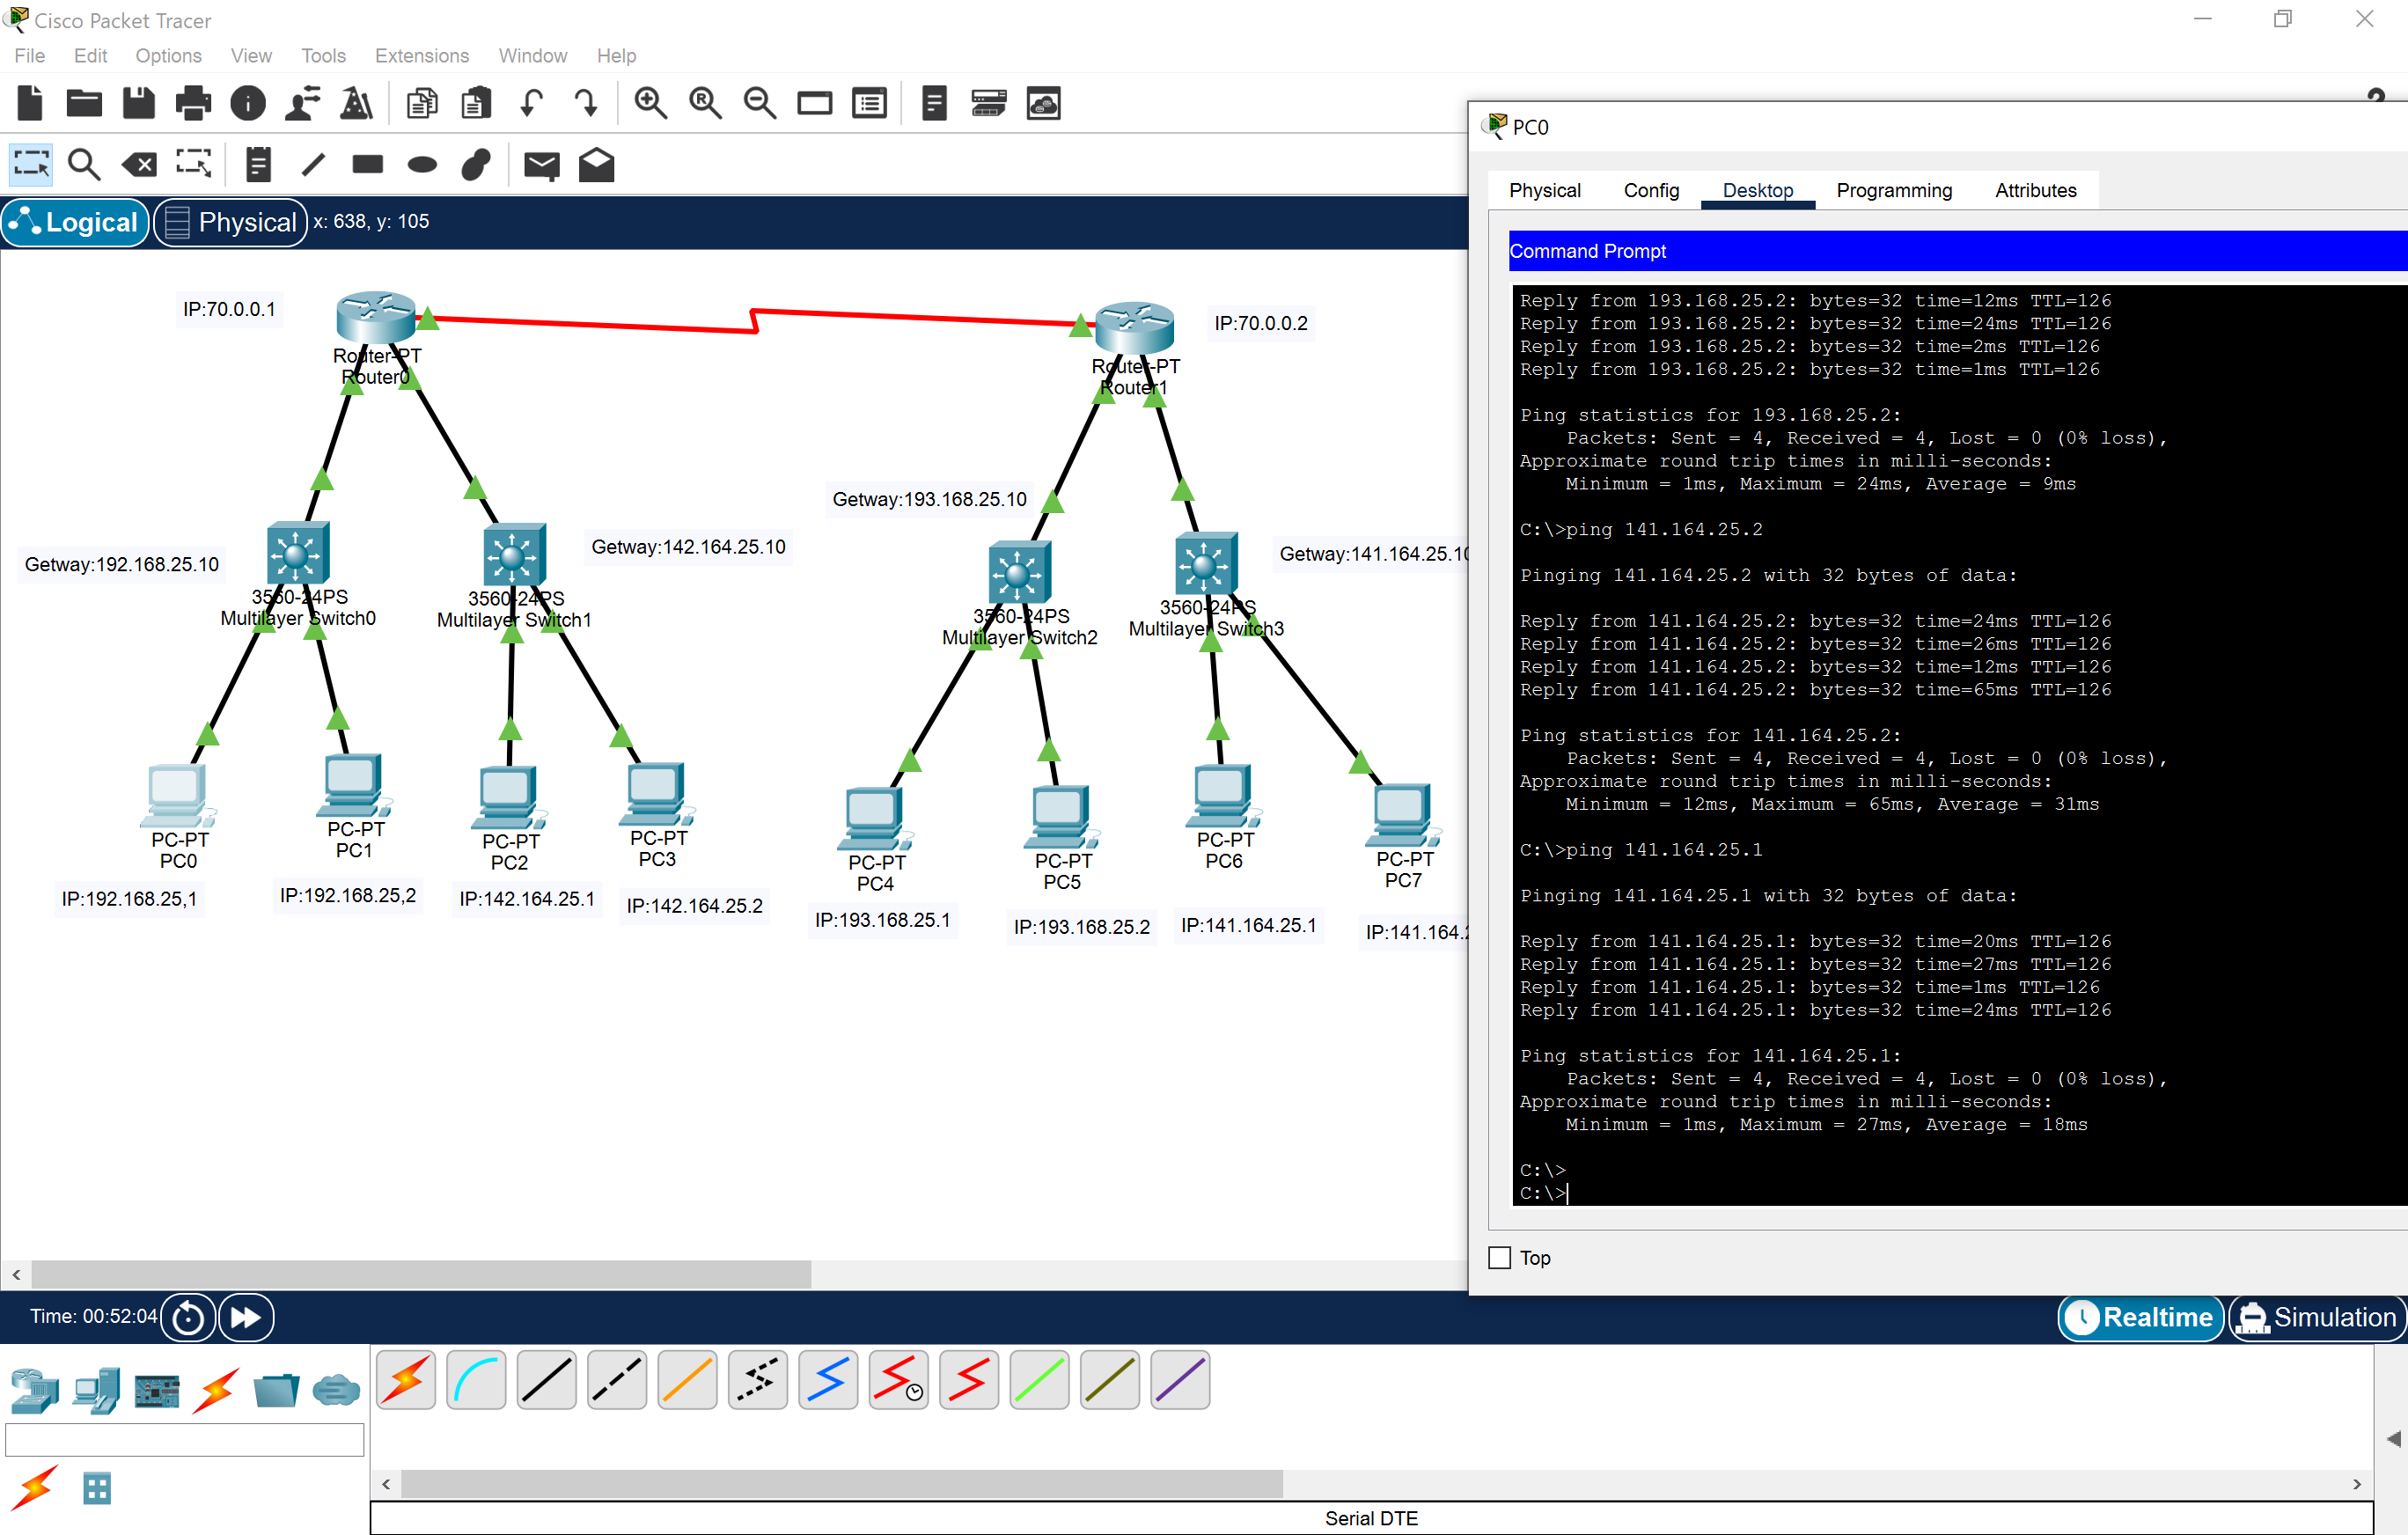 Cisco Packet Tracer
File Edit Options View Tools Extensions Window Help
Logical Physical x: 638, y: 105
IP:70.0.0.1
Router-PT
Router0
Router-PT
Router1
IP:70.0.0.2
Getway:192.168.25.10
3560-24PS
Multilayer Switch0
3560-24PS
Multilayer Switch1
Getway:142.164.25.10
Getway:193.168.25.10
3560-24PS
Multilayer Switch2
3560-24PS
Multilayer Switch3
Getway:141.164.25.10
PC-PT
PC0
PC-PT
PC1
PC-PT
PC2
PC-PT
PC3
PC-PT
PC4
PC-PT
PC5
PC-PT
PC6
PC-PT
PC7
IP:192.168.25,1
IP:192.168.25,2
IP:142.164.25.1
IP:142.164.25.2
IP:193.168.25.1
IP:193.168.25.2
IP:141.164.25.1
IP:141.164.
PC0
Physical Config Desktop Programming Attributes
Command Prompt
Reply from 193.168.25.2: bytes=32 time=12ms TTL=126
Reply from 193.168.25.2: bytes=32 time=24ms TTL=126
Reply from 193.168.25.2: bytes=32 time=2ms TTL=126
Reply from 193.168.25.2: bytes=32 time=1ms TTL=126
Ping statistics for 193.168.25.2:
Packets: Sent = 4, Received = 4, Lost = 0 (0% loss),
Approximate round trip times in milli-seconds:
Minimum = 1ms, Maximum = 24ms, Average = 9ms
C:\>ping 141.164.25.2
Pinging 141.164.25.2 with 32 bytes of data:
Reply from 141.164.25.2: bytes=32 time=24ms TTL=126
Reply from 141.164.25.2: bytes=32 time=26ms TTL=126
Reply from 141.164.25.2: bytes=32 time=12ms TTL=126
Reply from 141.164.25.2: bytes=32 time=65ms TTL=126
Ping statistics for 141.164.25.2:
Packets: Sent = 4, Received = 4, Lost = 0 (0% loss),
Approximate round trip times in milli-seconds:
Minimum = 12ms, Maximum = 65ms, Average = 31ms
C:\>ping 141.164.25.1
Pinging 141.164.25.1 with 32 bytes of data:
Reply from 141.164.25.1: bytes=32 time=20ms TTL=126
Reply from 141.164.25.1: bytes=32 time=27ms TTL=126
Reply from 141.164.25.1: bytes=32 time=1ms TTL=126
Reply from 141.164.25.1: bytes=32 time=24ms TTL=126
Ping statistics for 141.164.25.1:
Packets: Sent = 4, Received = 4, Lost = 0 (0% loss),
Approximate round trip times in milli-seconds:
Minimum = 1ms, Maximum = 27ms, Average = 18ms
C:\>
C:\>
Top
Time: 00:52:04
Realtime Simulation
Serial DTE